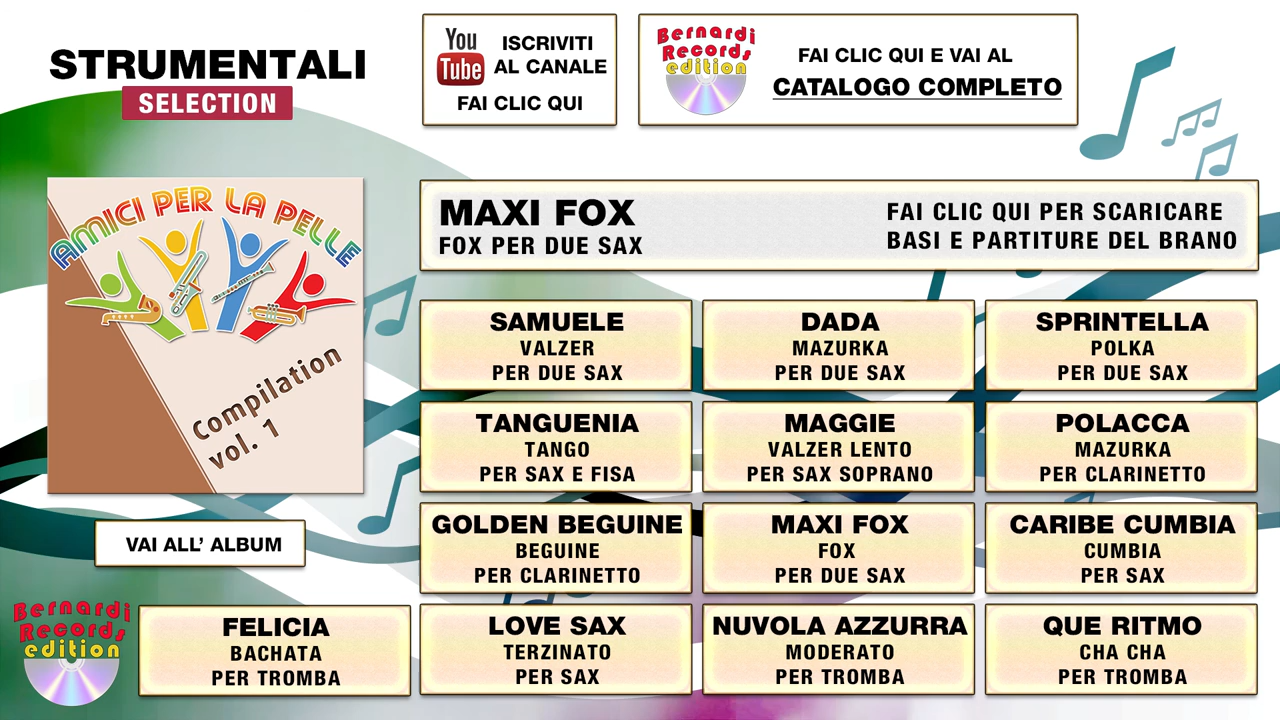 STRUMENTALI
SELECTION
You
Tube
ISCRIVITI
AL CANALE
FAI CLIC QUI
Bernardi
Records
edition
FAI CLIC QUI E VAI AL
CATALOGO COMPLETO
AMICI PER LA PELLE
Compilation
vol. 1
VAI ALL’ ALBUM
MAXI FOX
FOX PER DUE SAX
FAI CLIC QUI PER SCARICARE
BASI E PARTITURE DEL BRANO
SAMUELE
VALZER
PER DUE SAX
DADA
MAZURKA
PER DUE SAX
SPRINTELLA
POLKA
PER DUE SAX
TANGUENIA
TANGO
PER SAX E FISA
MAGGIE
VALZER LENTO
PER SAX SOPRANO
POLACCA
MAZURKA
PER CLARINETTO
GOLDEN BEGUINE
BEGUINE
PER CLARINETTO
MAXI FOX
FOX
PER DUE SAX
CARIBE CUMBIA
CUMBIA
PER SAX
Bernardi
Records
edition
FELICIA
BACHATA
PER TROMBA
LOVE SAX
TERZINATO
PER SAX
NUVOLA AZZURRA
MODERATO
PER TROMBA
QUE RITMO
CHA CHA
PER TROMBA